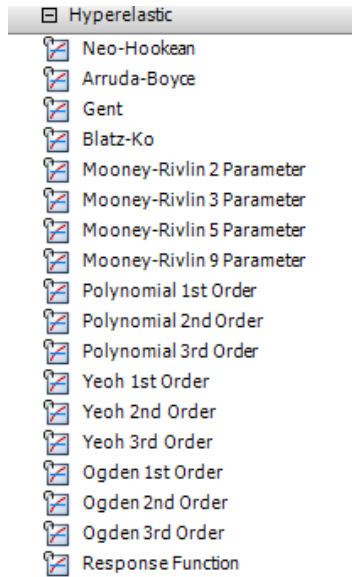 Hyperelastic
Neo-Hookean
Arruda-Boyce
Gent
Blatz-Ko
Mooney-Rivlin 2 Parameter
Mooney-Rivlin 3 Parameter
Mooney-Rivlin 5 Parameter
Mooney-Rivlin 9 Parameter
Polynomial 1st Order
Polynomial 2nd Order
Polynomial 3rd Order
Yeoh 1st Order
Yeoh 2nd Order
Yeoh 3rd Order
Ogden 1st Order
Ogden 2nd Order
Ogden 3rd Order
Response Function